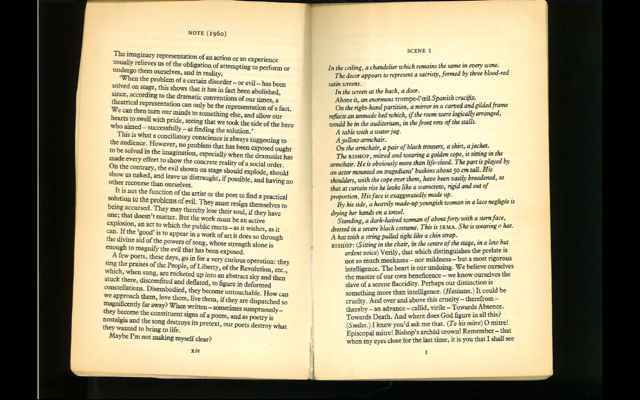 NOTE (1960)
The imaginary representation of an action or an experience
usually relieves us of the obligation of attempting to perform or
undergo them ourselves, and in reality.
'When the problem of a certain disorder – or evil – has been
solved on stage, this shows that it has in fact been abolished,
since, according to the dramatic conventions of our times, a
theatrical representation can only be the representation of a fact.
We can then turn our minds to something else, and allow our
hearts to swell with pride, seeing that we took the side of the hero
who aimed – successfully – at finding the solution.'
This is what a conciliatory conscience is always suggesting to
the audience. However, no problem that has been exposed ought
to be solved in the imagination, especially when the dramatist has
made every effort to show the concrete reality of a social order.
On the contrary, the evil shown on stage should explode, should
show us naked, and leave us distraught, if possible, and having no
other recourse than ourselves.
It is not the function of the artist or the poet to find a practical
solution to the problems of evil. They must resign themselves to
being accursed. They may thereby lose their soul, if they have
one; that doesn't matter. But the work must be an active
explosion, an act to which the public reacts – as it wishes, as it
can. If the 'good' is to appear in a work of art it does so through
the divine aid of the powers of song, whose strength alone is
enough to magnify the evil that has been exposed.
A few poets, these days, go in for a very curious operation: they
sing the praises of the People, of Liberty, of the Revolution, etc.,
which, when sung, are rocketed up into an abstract sky and then
stuck there, discomfited and deflated, to figure in deformed
constellations. Disembodied, they become untouchable. How can
we approach them, love them, live them, if they are dispatched so
magnificently far away? When written – sometimes sumptuously –
they become the constituent signs of a poem, and as poetry is
nostalgia and the song destroys its pretext, our poets destroy what
they wanted to bring to life.
Maybe I'm not making myself clear?
xiv
SCENE 1
In the ceiling, a chandelier which remains the same in every scene.
The decor appears to represent a sacristy, formed by three blood-red
satin screens.
In the screen at the back, a door.
Above it, an enormous trompe-l'œil Spanish crucifix.
On the right-hand partition, a mirror in a carved and gilded frame
reflects an unmade bed which, if the room were logically arranged,
would be in the auditorium, in the front row of the stalls.
A table with a water jug.
A yellow armchair.
On the armchair, a pair of black trousers, a shirt, a jacket.
The BISHOP, mitred and wearing a golden cope, is sitting in the
armchair. He is obviously more than life-sized. The part is played by
an actor mounted on tragedians' buskins about 50 cm tall. His
shoulders, with the cope over them, have been vastly broadened, so
that at curtain rise he looks like a scarecrow, rigid and out of
proportion. His face is exaggeratedly made up.
By his side, a heavily made-up youngish woman in a lace negligée is
drying her hands on a towel.
Standing, a dark-haired woman of about forty with a stern face,
dressed in a severe black costume. This is IRMA. She is wearing a hat.
A hat with a string pulled tight like a chin strap.
BISHOP: (Sitting in the chair, in the centre of the stage, in a low but
ardent voice) Verily, that which distinguishes the prelate is
not so much meekness – nor mildness – but a most rigorous
intelligence. The heart is our undoing. We believe ourselves
the master of our own beneficence – we know ourselves the
slave of a serene flaccidity. Perhaps our distinction is
something more than intelligence. (Hesitates.) It could be
cruelty. And over and above this cruelty – therefrom –
thereby – an advance – callid, virile – Towards Absence.
Towards Death. And where does God figure in all this?
(Smiles.) I knew you'd ask me that. (To his mitre) O mitre!
Episcopal mitre! Bishop's archèd crown! Remember – that
when my eyes close for the last time, it is you that I shall see
1